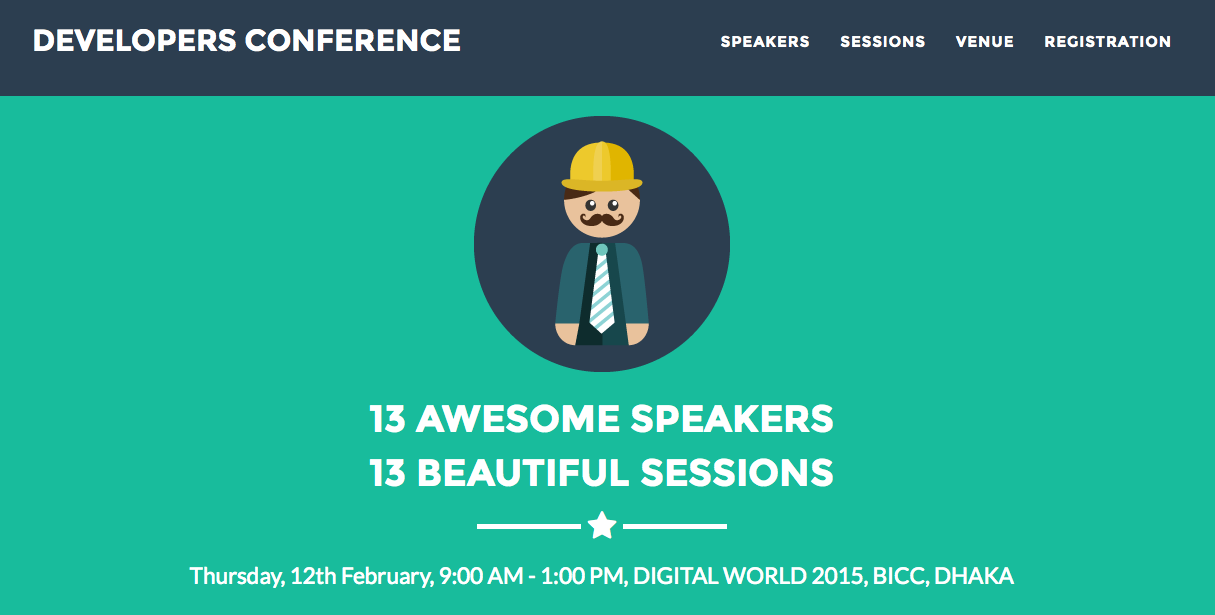 DEVELOPERS CONFERENCE
SPEAKERS SESSIONS VENUE REGISTRATION
13 AWESOME SPEAKERS
13 BEAUTIFUL SESSIONS
Thursday, 12th February, 9:00 AM - 1:00 PM, DIGITAL WORLD 2015, BICC, DHAKA